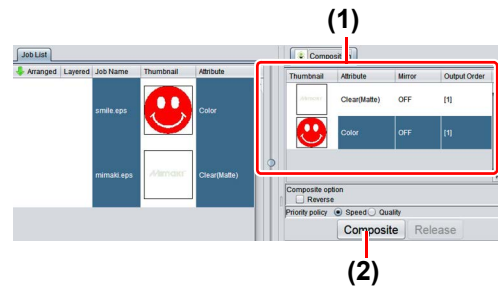 (1)
Job List
Composition
Arranged Layered Job Name Thumbnail Attribute
smile.eps Color
mimaki.eps Clear(Matte)
Thumbnail Attribute Mirror Output Order
Clear(Matte) OFF [1]
Color OFF [1]
Composite option
Reverse
Priority policy Speed Quality
Composite Release
(2)